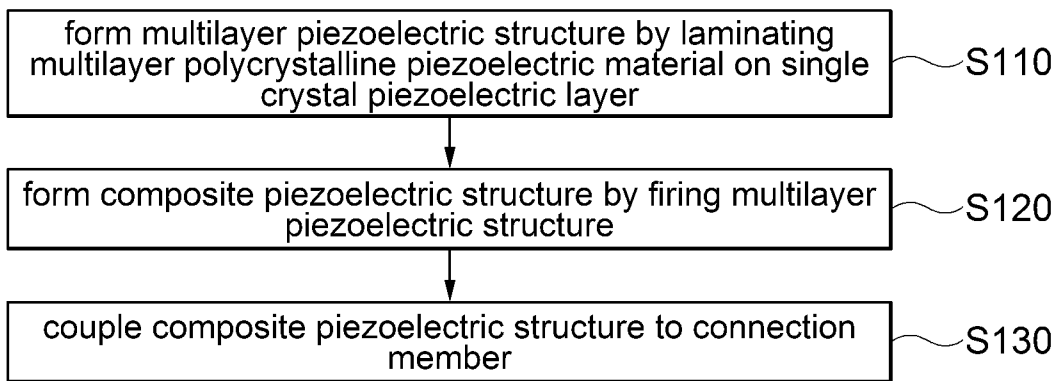 form multilayer piezoelectric structure by laminating
multilayer polycrystalline piezoelectric material on single
crystal piezoelectric layer
S110
form composite piezoelectric structure by firing multilayer
piezoelectric structure
S120
couple composite piezoelectric structure to connection
member
S130